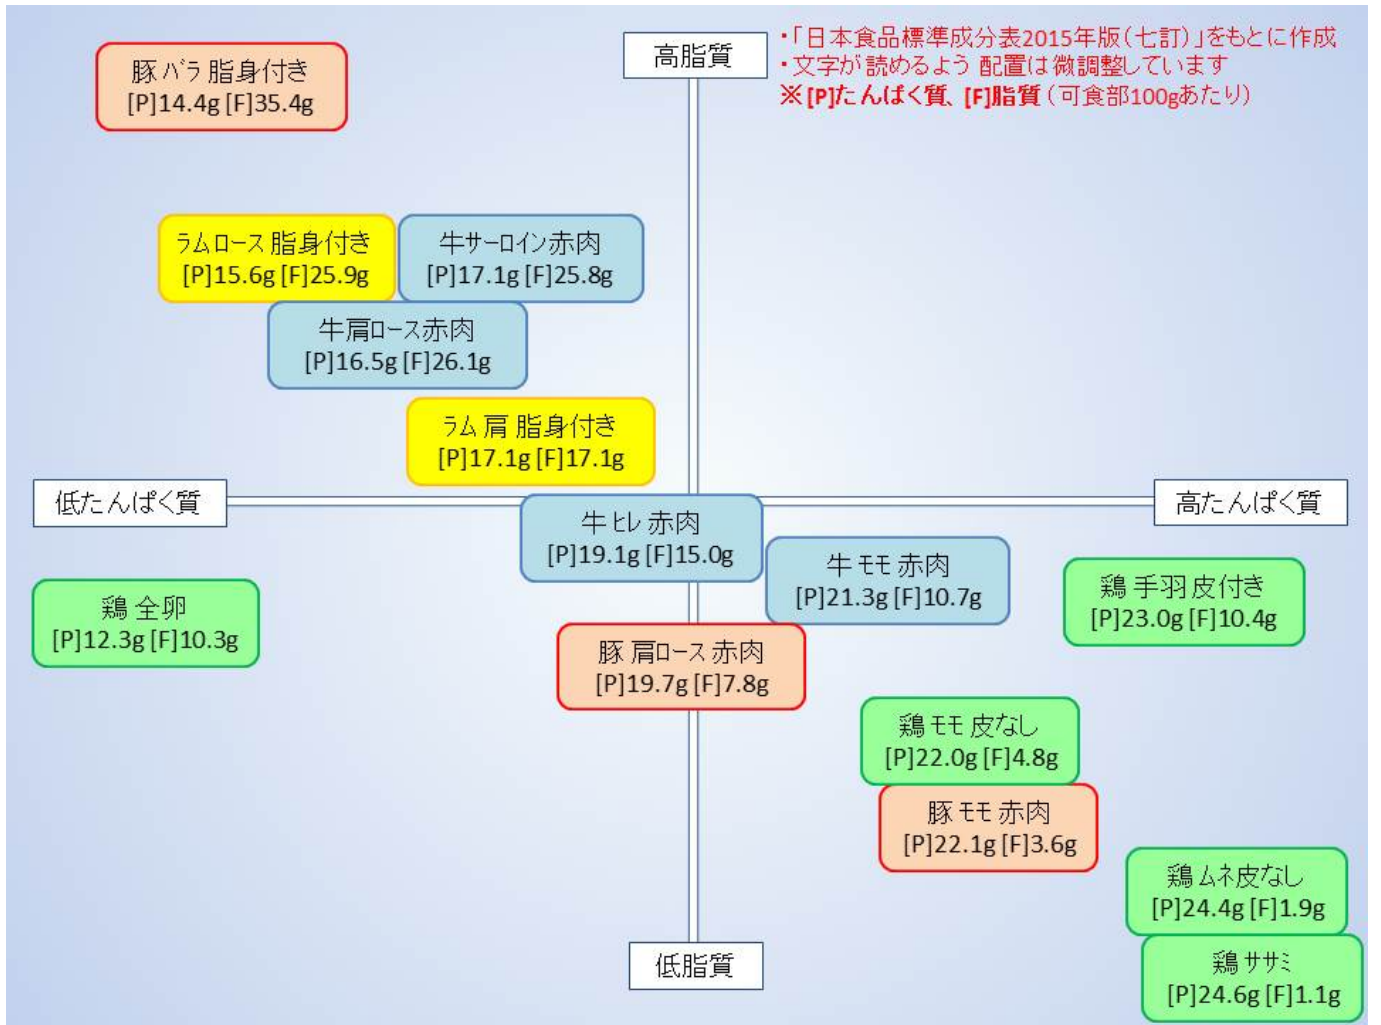 高脂質
・「日本食品標準成分表2015年版(七訂)」をもとに作成
・文字が読めるよう 配置は微調整しています
※[P]たんぱく質、[F]脂質(可食部100gあたり)
豚バラ 脂身付き
[P]14.4g [F]35.4g
ラムロース 脂身付き
[P]15.6g [F]25.9g
牛サーロイン赤肉
[P]17.1g [F]25.8g
牛肩ロース赤肉
[P]16.5g [F]26.1g
ラム 肩 脂身付き
[P]17.1g [F]17.1g
低たんぱく質
高たんぱく質
牛 ヒレ 赤肉
[P]19.1g [F]15.0g
牛 モモ 赤肉
[P]21.3g [F]10.7g
鶏 手羽 皮付き
[P]23.0g [F]10.4g
鶏 全卵
[P]12.3g [F]10.3g
豚 肩ロース 赤肉
[P]19.7g [F]7.8g
鶏 モモ 皮なし
[P]22.0g [F]4.8g
豚 モモ 赤肉
[P]22.1g [F]3.6g
鶏 ムネ 皮なし
[P]24.4g [F]1.9g
低脂質
鶏 ササミ
[P]24.6g [F]1.1g